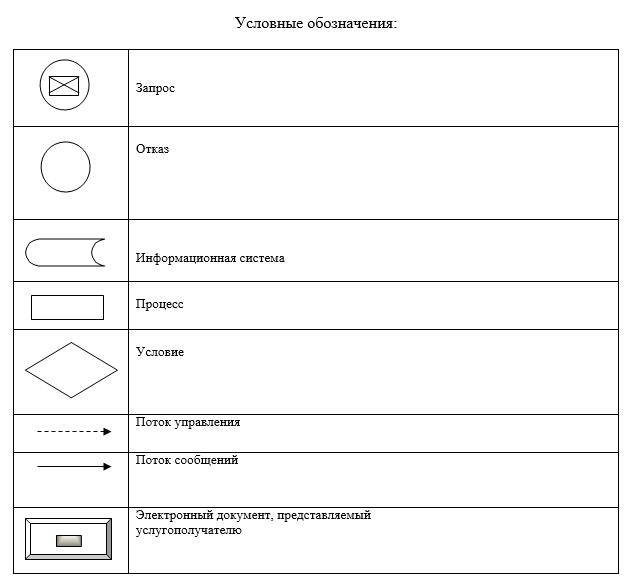 Условные обозначения:
Запрос
Отказ
Информационная система
Процесс
Условие
Поток управления
Поток сообщений
Электронный документ, представляемый
услугополучателю